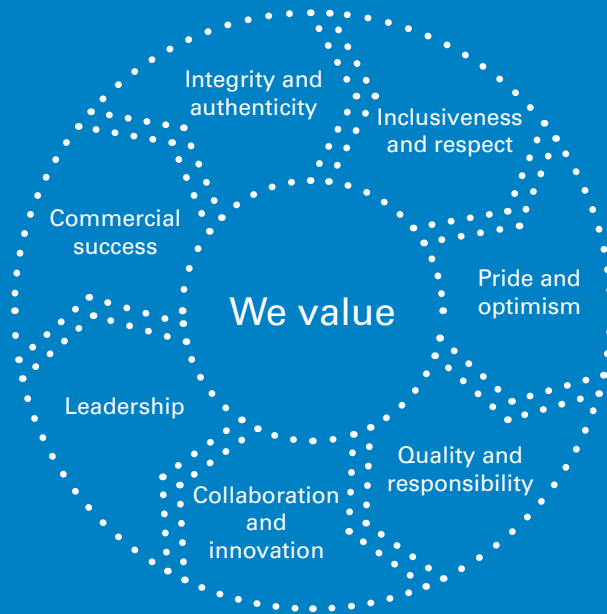 Integrity and
authenticity
Inclusiveness
and respect
Commercial
success
We value
Pride and
optimism
Leadership
Quality and
responsibility
Collaboration
and
innovation